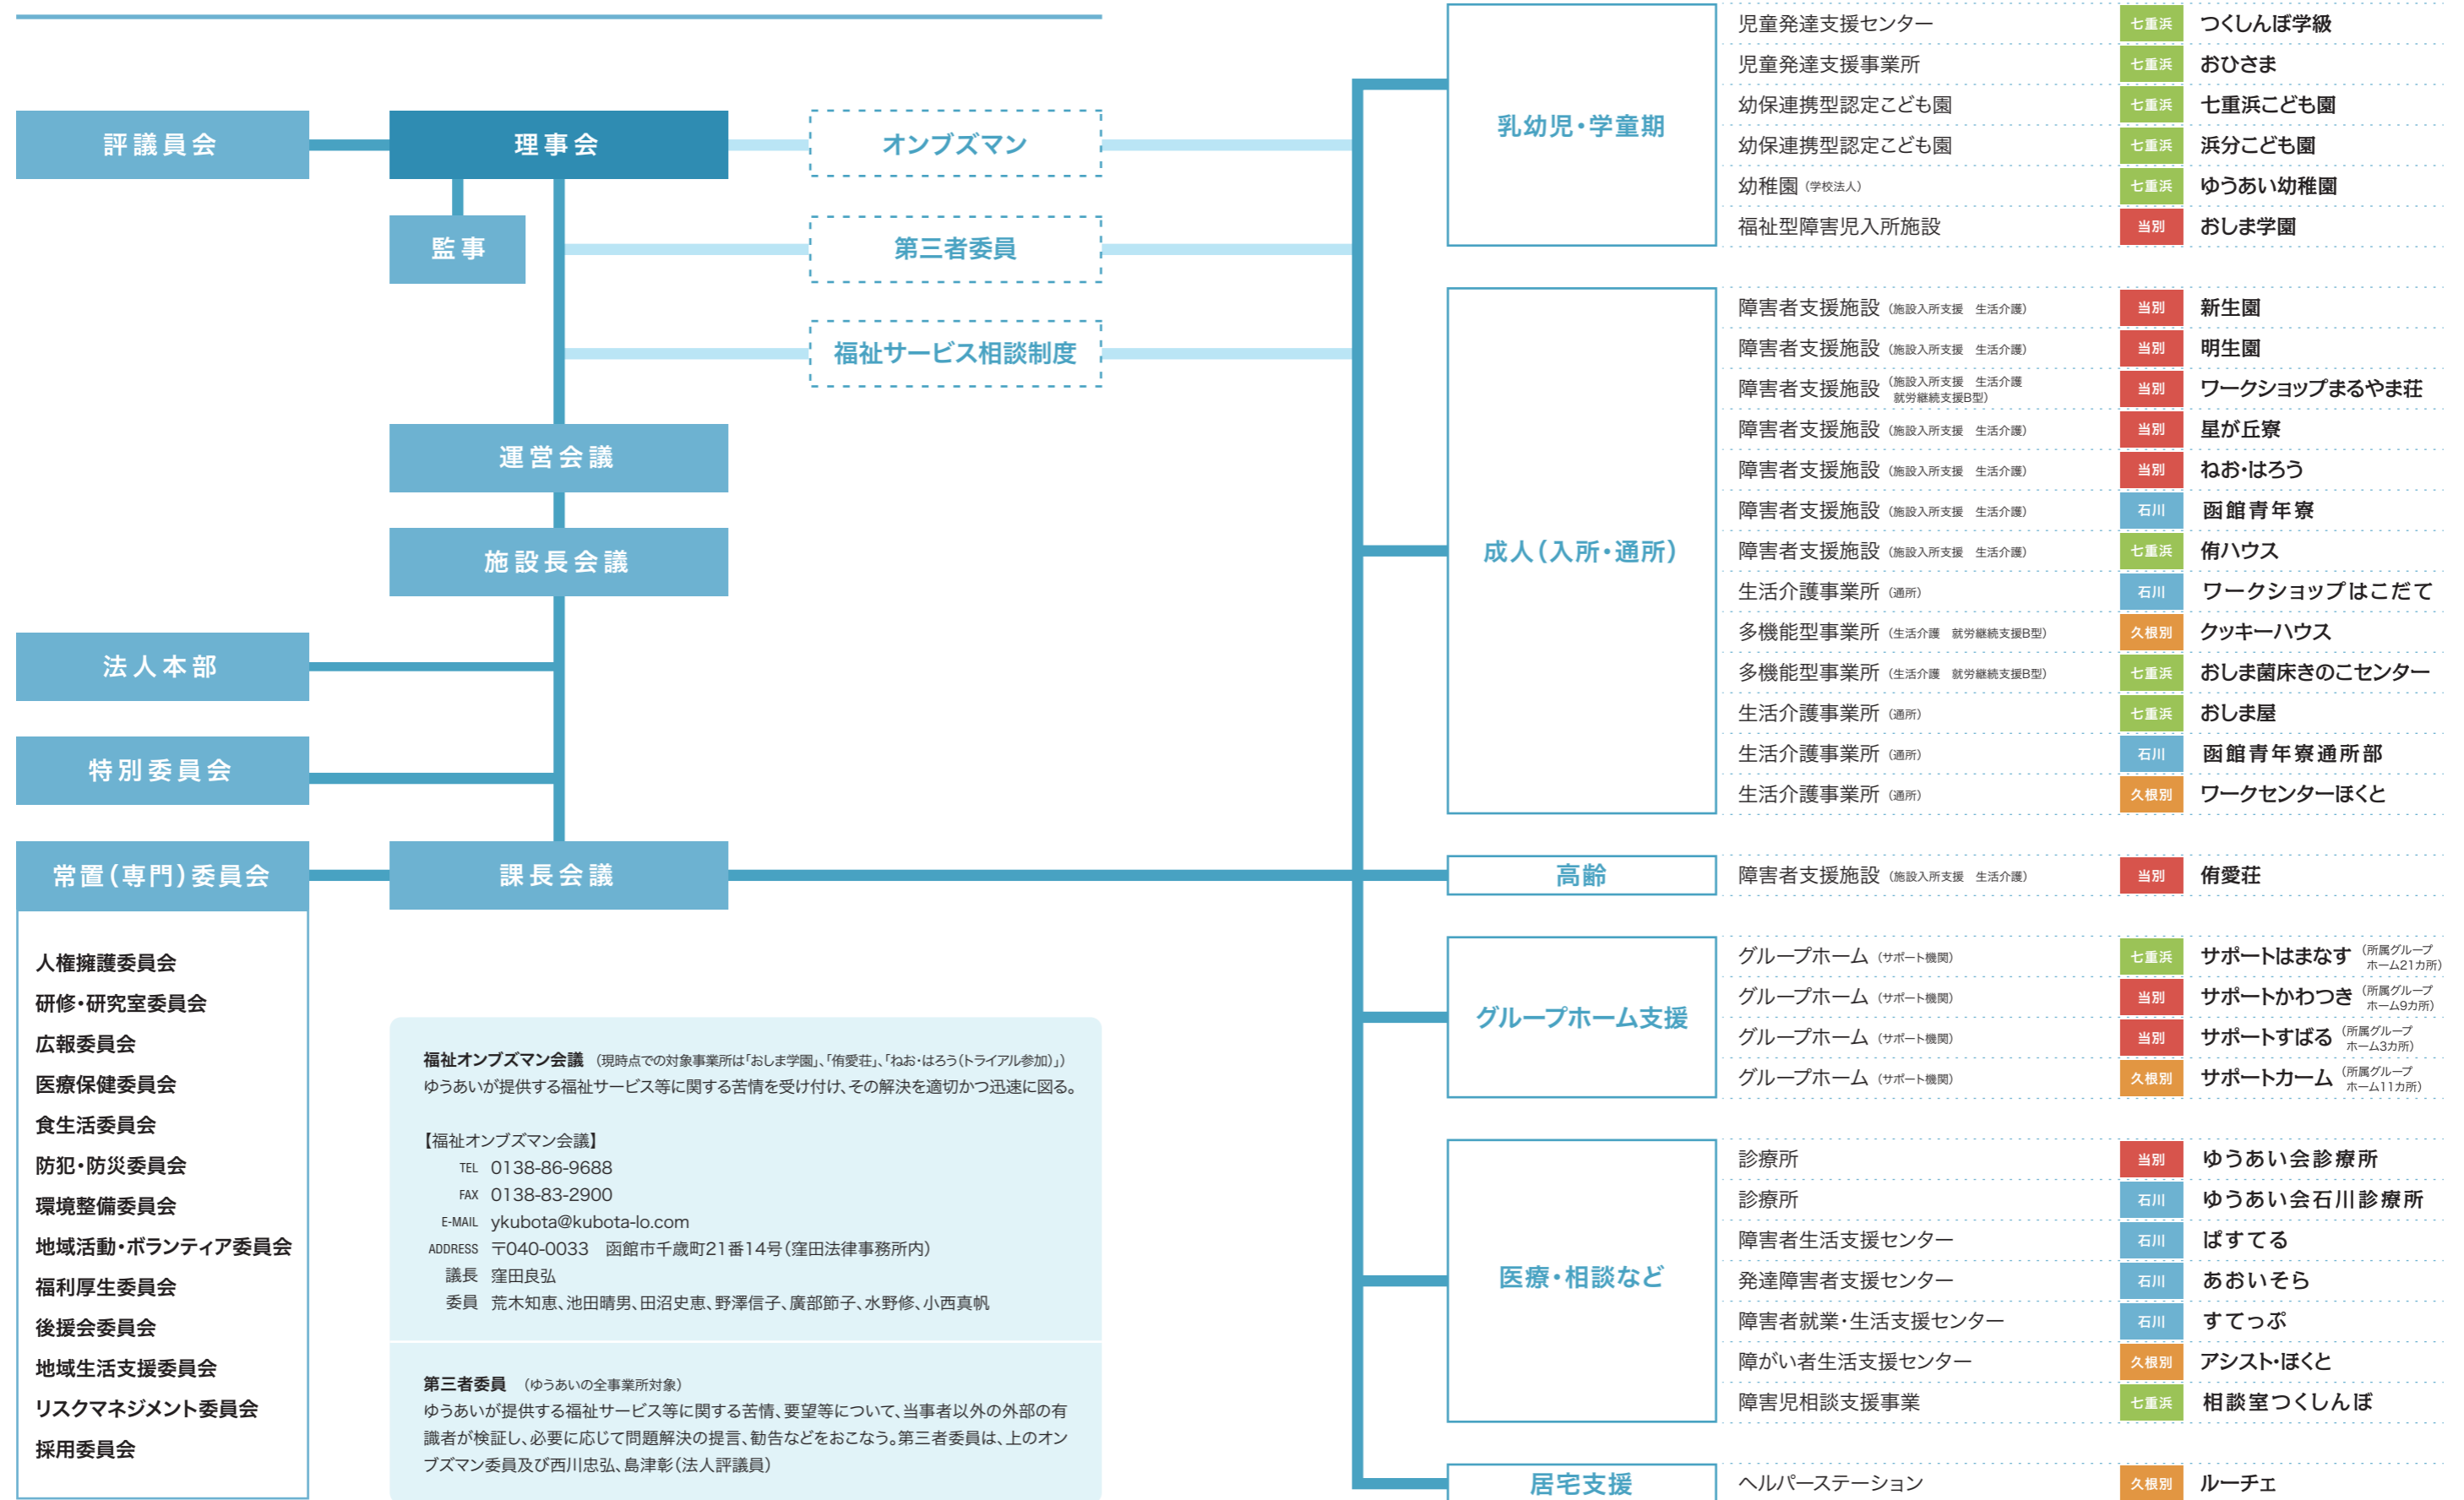 評議員会
理事会
オンブズマン
監事
第三者委員
福祉サービス相談制度
運営会議
施設長会議
法人本部
特別委員会
常置(専門)委員会
課長会議
人権擁護委員会
研修・研究室委員会
広報委員会
医療保健委員会
食生活委員会
防犯・防災委員会
環境整備委員会
地域活動・ボランティア委員会
福利厚生委員会
後援会委員会
地域生活支援委員会
リスクマネジメント委員会
採用委員会
福祉オンブズマン会議 (現時点での対象事業所は「おしま学園」、「侑愛荘」、「ねお・はろう(トライアル参加)」)
ゆうあいが提供する福祉サービス等に関する苦情を受け付け、その解決を適切かつ迅速に図る。
【福祉オンブズマン会議】
TEL 0138-86-9688
FAX 0138-83-2900
E-MAIL ykubota@kubota-lo.com
ADDRESS 〒040-0033 函館市千歳町21番14号(窪田法律事務所内)
議長 窪田良弘
委員 荒木知恵、池田晴男、田沼史恵、野澤信子、廣部節子、水野修、小西真帆
第三者委員 (ゆうあいの全事業所対象)
ゆうあいが提供する福祉サービス等に関する苦情、要望等について、当事者以外の外部の有
識者が検証し、必要に応じて問題解決の提言、勧告などをおこなう。第三者委員は、上のオン
ブズマン委員及び西川忠弘、島津彰(法人評議員)
乳幼児・学童期
児童発達支援センター 七重浜 つくしんぼ学級
児童発達支援事業所 七重浜 おひさま
幼保連携型認定こども園 七重浜 七重浜こども園
幼保連携型認定こども園 七重浜 浜分こども園
幼稚園(学校法人) 七重浜 ゆうあい幼稚園
福祉型障害児入所施設 当別 おしま学園
成人(入所・通所)
障害者支援施設(施設入所支援 生活介護) 当別 新生園
障害者支援施設(施設入所支援 生活介護) 当別 明生園
障害者支援施設(施設入所支援 生活介護
就労継続支援B型) 当別 ワークショップまるやま荘
障害者支援施設(施設入所支援 生活介護) 当別 星が丘寮
障害者支援施設(施設入所支援 生活介護) 当別 ねお・はろう
障害者支援施設(施設入所支援 生活介護) 石川 函館青年寮
障害者支援施設(施設入所支援 生活介護) 七重浜 侑ハウス
生活介護事業所(通所) 石川 ワークショップはこだて
多機能型事業所(生活介護 就労継続支援B型) 久根別 クッキーハウス
多機能型事業所(生活介護 就労継続支援B型) 七重浜 おしま菌床きのこセンター
生活介護事業所(通所) 七重浜 おしま屋
生活介護事業所(通所) 石川 函館青年寮通所部
生活介護事業所(通所) 久根別 ワークセンターほくと
高齢
障害者支援施設(施設入所支援 生活介護) 当別 侑愛荘
グループホーム支援
グループホーム(サポート機関) 七重浜 サポートはまなす(所属グループ
ホーム21カ所)
グループホーム(サポート機関) 当別 サポートかわつき(所属グループ
ホーム9カ所)
グループホーム(サポート機関) 当別 サポートすばる(所属グループ
ホーム3カ所)
グループホーム(サポート機関) 久根別 サポートカーム(所属グループ
ホーム11カ所)
医療・相談など
診療所 当別 ゆうあい会診療所
診療所 石川 ゆうあい会石川診療所
障害者生活支援センター 石川 ぱすてる
発達障害者支援センター 石川 あおいそら
障害者就業・生活支援センター 石川 すてっぷ
障がい者生活支援センター 久根別 アシスト・ほくと
障害児相談支援事業 七重浜 相談室つくしんぼ
居宅支援
ヘルパーステーション 久根別 ルーチェ